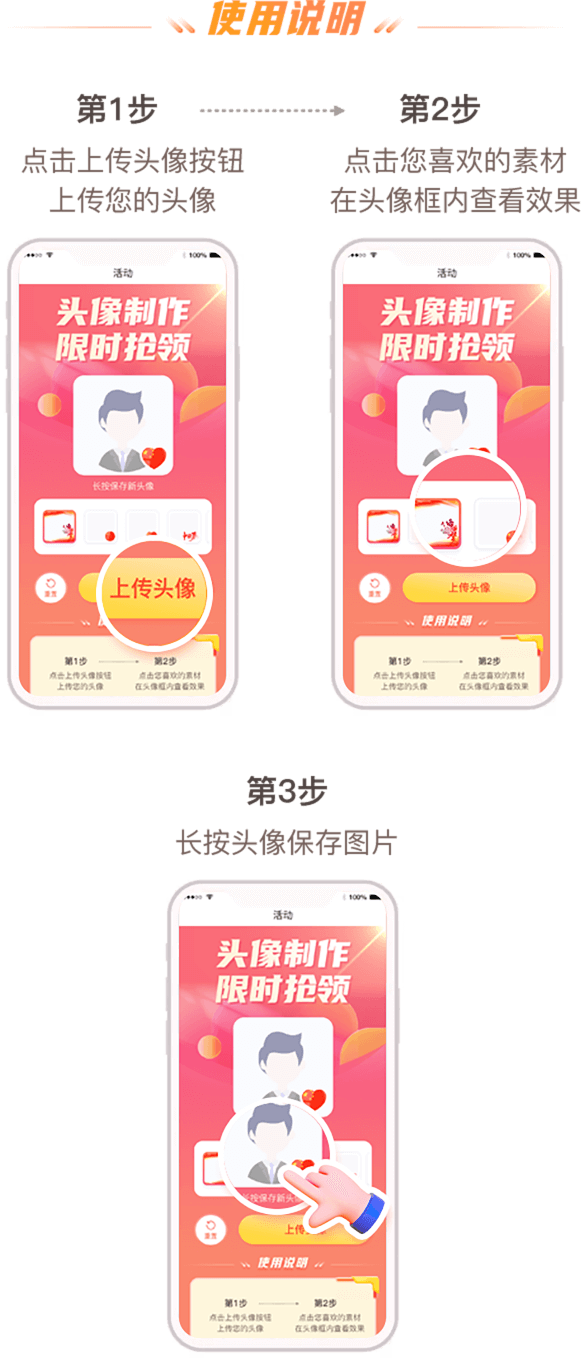 使用说明
第1步
点击上传头像按钮
上传您的头像
第2步
点击您喜欢的素材
在头像框内查看效果
100%
活动
头像制作
限时抢领
长按保存新头像
重置
上传头像
第1步
点击上传头像按钮
上传您的头像
第2步
点击您喜欢的素材
在头像框内查看效果
100%
活动
头像制作
限时抢领
重置
上传头像
使用说明
第1步
点击上传头像按钮
上传您的头像
第2步
点击您喜欢的素材
在头像框内查看效果
第3步
长按头像保存图片
100%
活动
头像制作
限时抢领
长按保存新头
重置
上传
使用说明
第1步
点击上传头像按钮
上传您的头像
第2步
点击您喜欢的素材
在头像框内查看效果